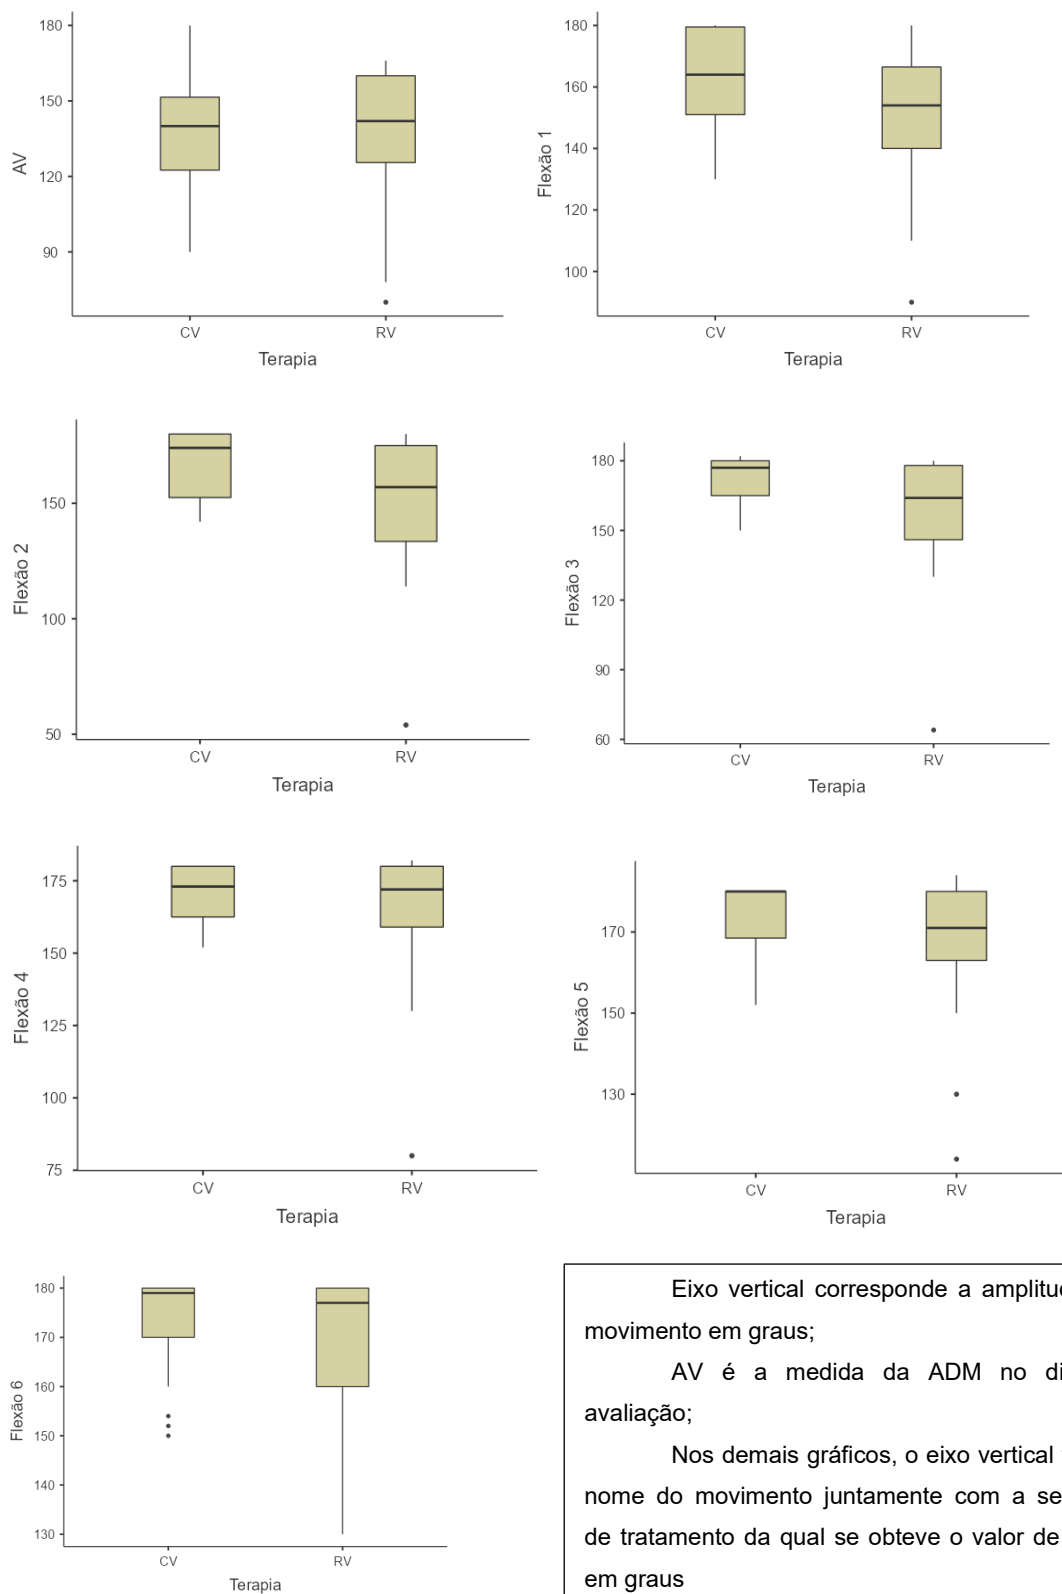 180
150
120
90
AV
CV
RV
Terapia
180
160
140
120
100
Flexão 1
CV
RV
Terapia
150
100
50
Flexão 2
CV
RV
Terapia
180
150
120
90
60
Flexão 3
CV
RV
Terapia
175
150
125
100
75
Flexão 4
CV
RV
Terapia
170
150
130
Flexão 5
CV
RV
Terapia
180
170
160
150
140
130
Flexão 6
CV
RV
Terapia
Eixo vertical corresponde a
movimento em graus;
AV é a medida da ADM no
avaliação;
Nos demais gráficos, o eixo vertical
nome do movimento juntamente com a
de tratamento da qual se obteve o valor de
em graus